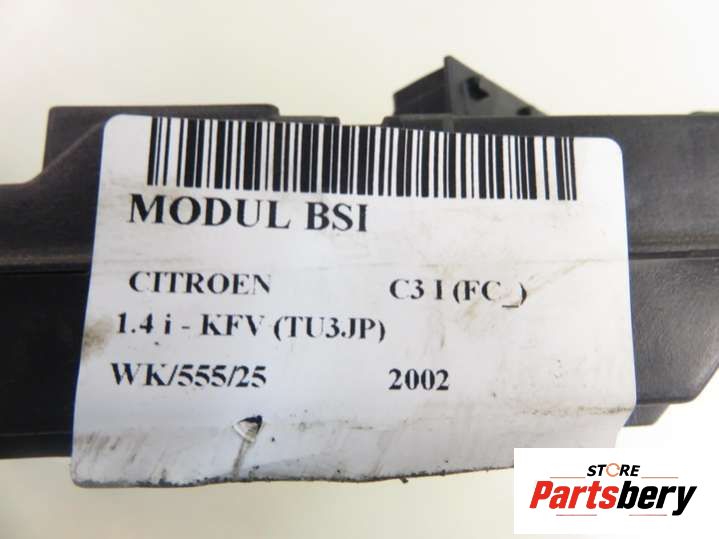 MODUL BSI
CITROEN C3 I (FC_)
1.4 i - KFV (TU3JP)
WK/555/25 2002
STORE
Partsbery